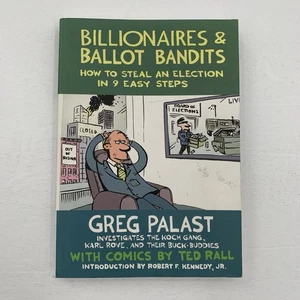 BILLIONAIRES &
BALLOT BANDITS
HOW TO STEAL AN ELECTION
IN 9 EASY STEPS
BOARD OF
ELECTIONS
LIVE
CLOSED
OUT OF
BUSINESS
GREG PALAST
INVESTIGATES THE KOCH GANG,
KARL ROVE, AND THEIR BUCK-BUDDIES
WITH COMICS BY TED RALL
INTRODUCTION BY ROBERT F. KENNEDY, JR.